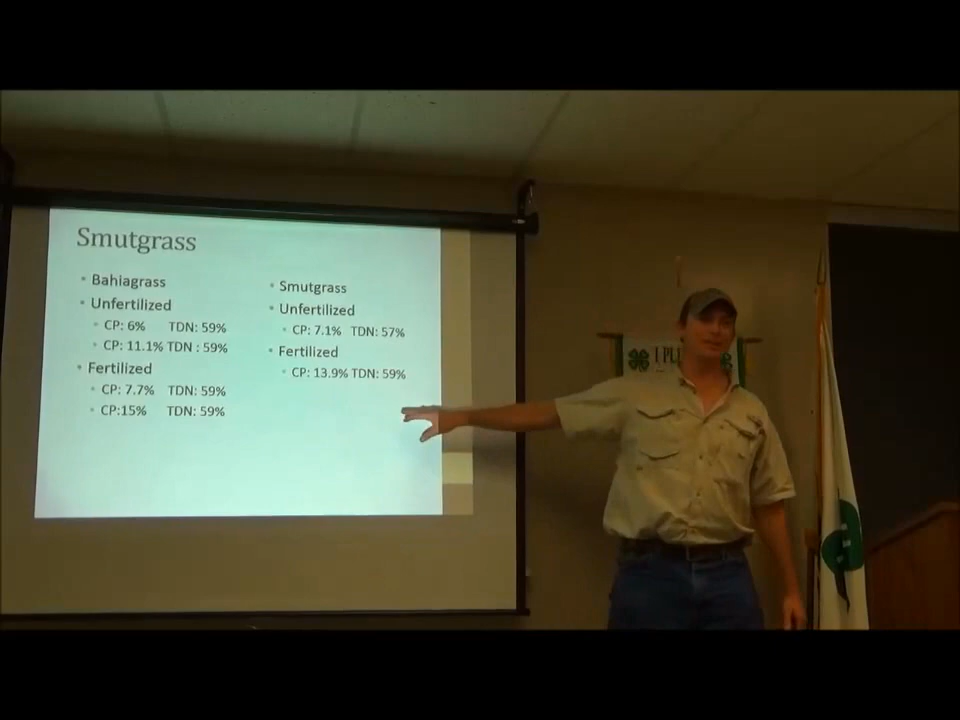 Smutgrass
• Bahiagrass
• Unfertilized
• CP: 6% TDN: 59%
• CP: 11.1% TDN : 59%
• Fertilized
• CP: 7.7% TDN: 59%
• CP:15% TDN: 59%
• Smutgrass
• Unfertilized
• CP: 7.1% TDN: 57%
• Fertilized
• CP: 13.9% TDN: 59%